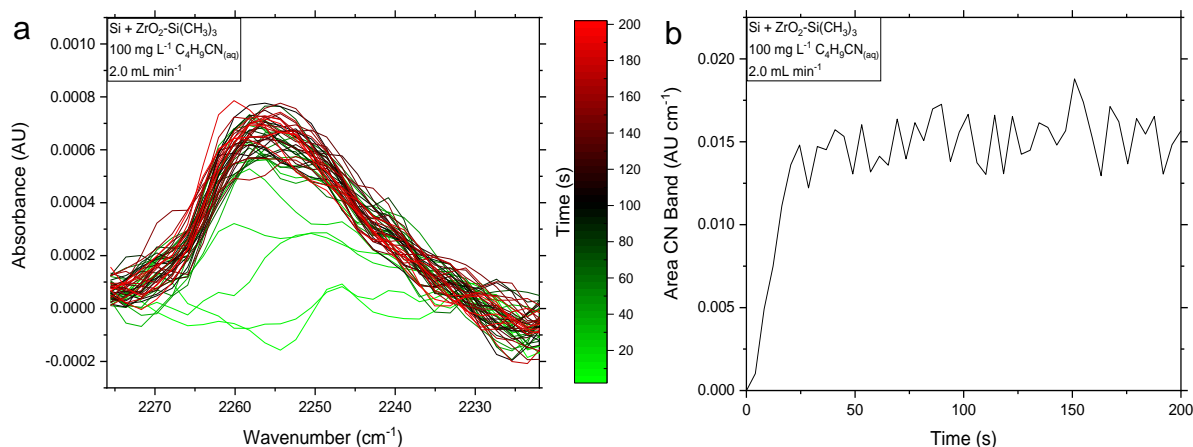 a
Si + ZrO₂-Si(CH₃)₃
100 mg L⁻¹ C₄H₉CN(aq)
2.0 mL min⁻¹
0.0010
0.0008
0.0006
0.0004
0.0002
0.0000
-0.0002
Absorbance (AU)
2270 2260 2250 2240 2230
Wavenumber (cm⁻¹)
Time (s)
200
180
160
140
120
100
80
60
40
20
b
Si + ZrO₂-Si(CH₃)₃
100 mg L⁻¹ C₄H₉CN(aq)
2.0 mL min⁻¹
0.020
0.015
0.010
0.005
0.000
Area CN Band (AU cm⁻¹)
0 50 100 150 200
Time (s)